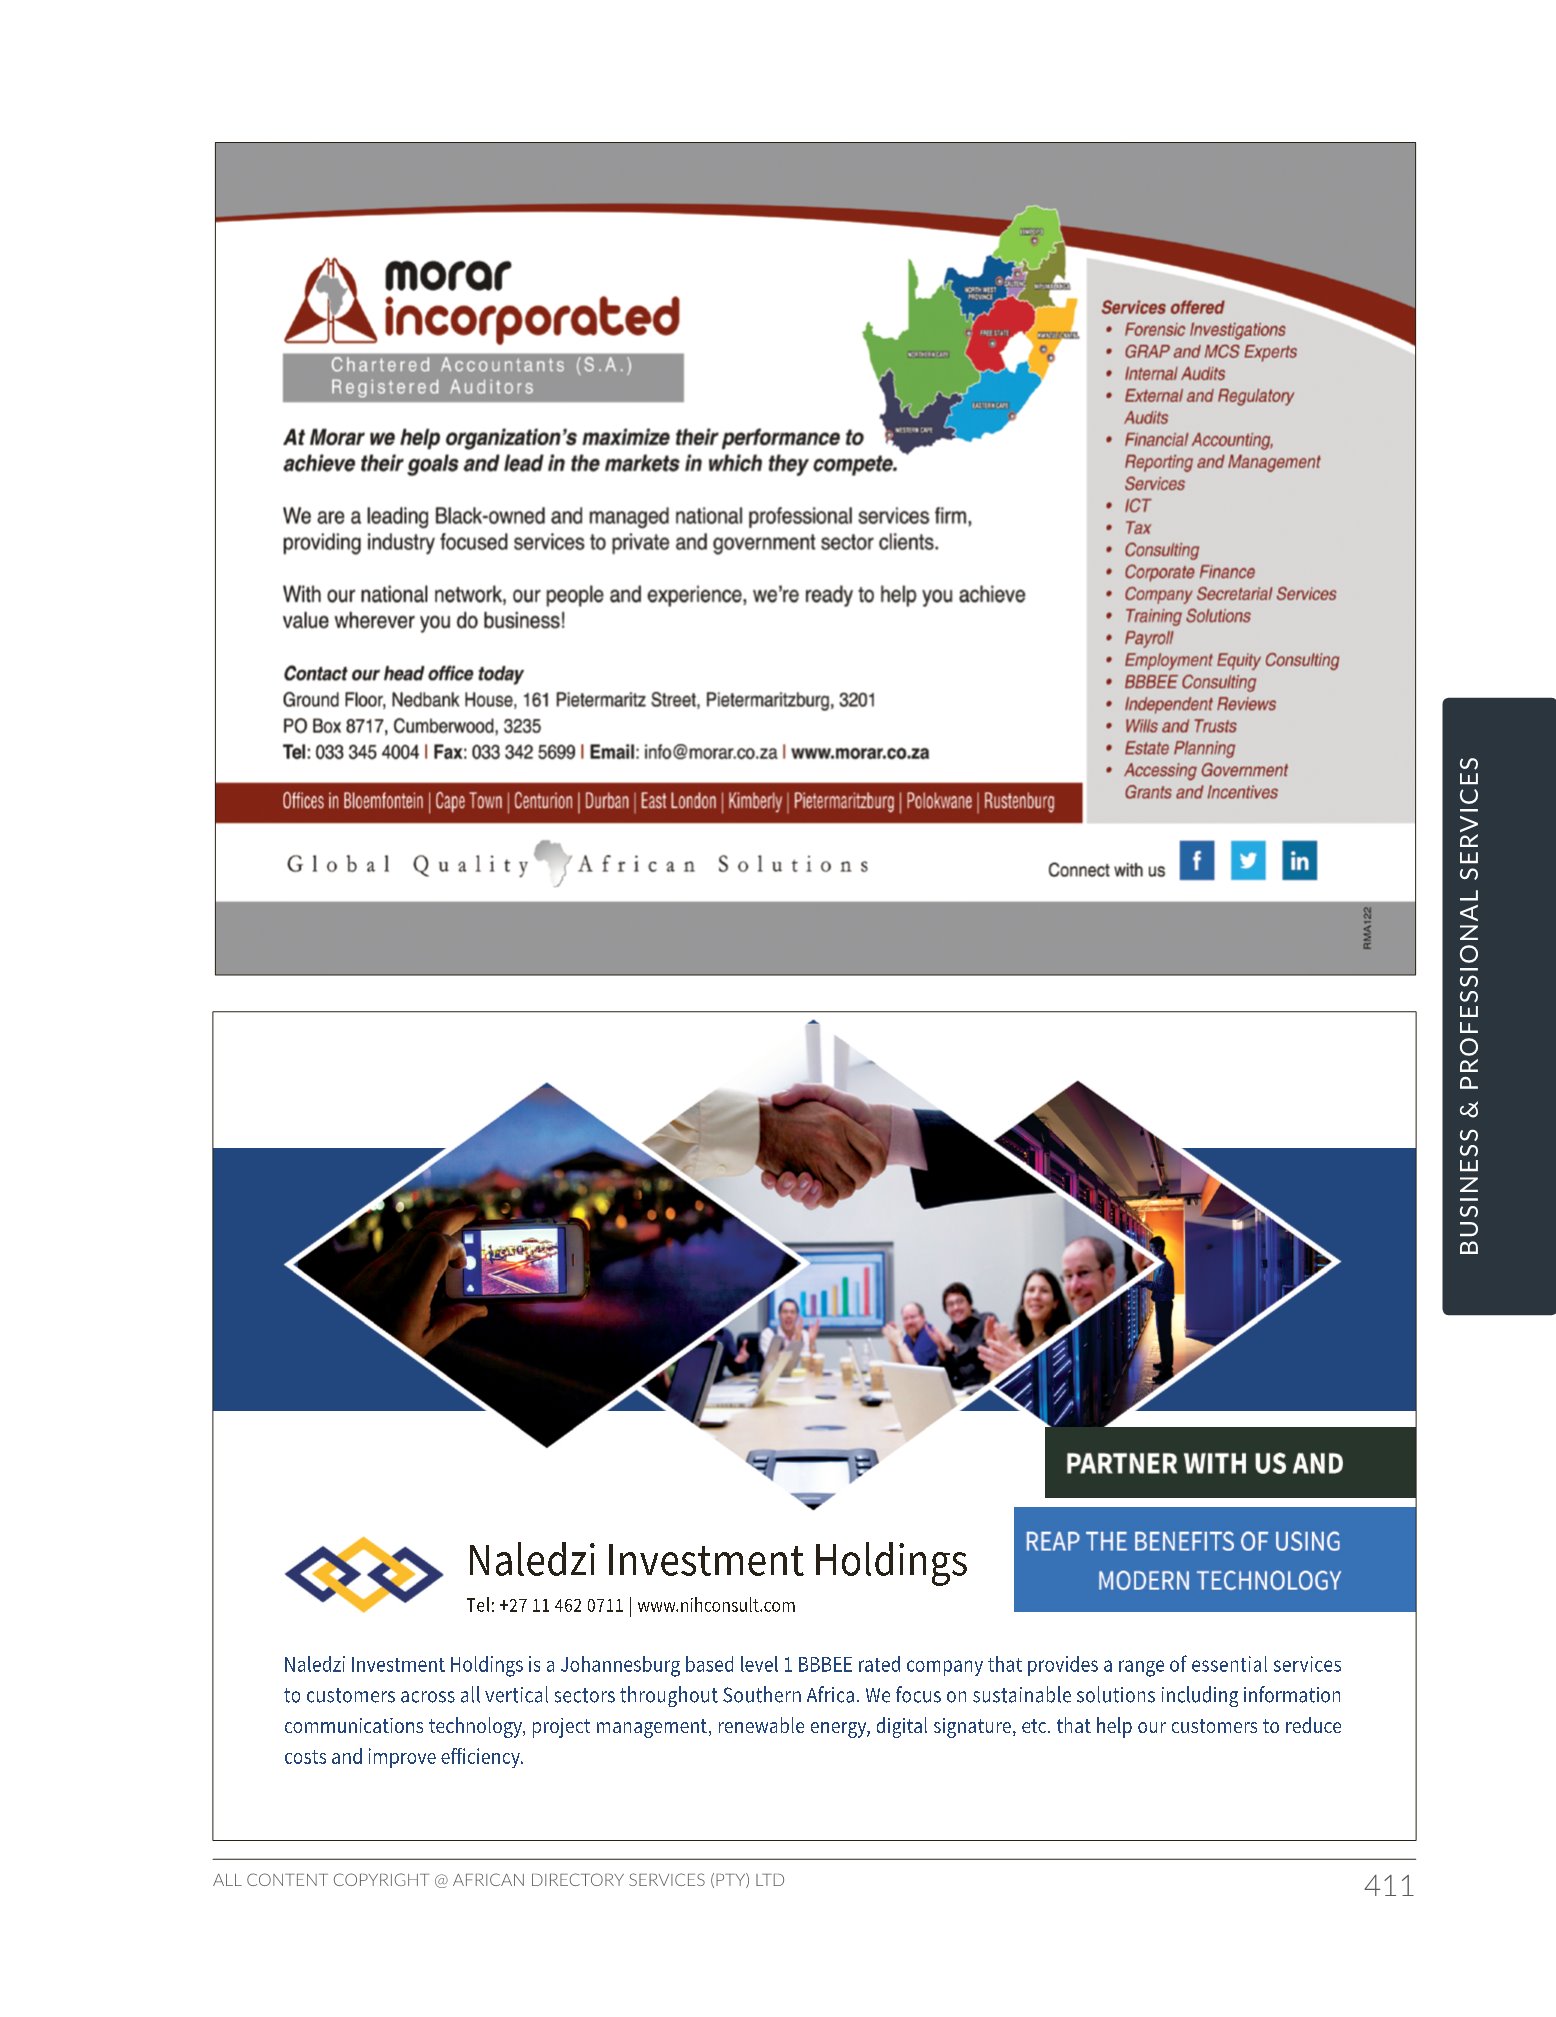 morar
incorporated
Chartered Accountants (S.A.)
Registered Auditors
LIMPOPO
NORTH WEST
PROVINCE
GAUTENG
MPUMALANGA
FREE STATE
KWAZULU-NATAL
NORTHERN CAPE
EASTERN CAPE
WESTERN CAPE
At Morar we help organization's maximize their performance to
achieve their goals and lead in the markets in which they compete.
We are a leading Black-owned and managed national professional services firm,
providing industry focused services to private and government sector clients.
With our national network, our people and experience, we're ready to help you achieve
value wherever you do business!
Contact our head office today
Ground Floor, Nedbank House, 161 Pietermaritz Street, Pietermaritzburg, 3201
PO Box 8717, Cumberwood, 3235
Tel: 033 345 4004 | Fax: 033 342 5699 | Email: info@morar.co.za | www.morar.co.za
Offices in Bloemfontein | Cape Town | Centurion | Durban | East London | Kimberly | Pietermaritzburg | Polokwane | Rustenburg
Services offered
• Forensic Investigations
• GRAP and MCS Experts
• Internal Audits
• External and Regulatory
Audits
• Financial Accounting,
Reporting and Management
Services
• ICT
• Tax
• Consulting
• Corporate Finance
• Company Secretarial Services
• Training Solutions
• Payroll
• Employment Equity Consulting
• BBBEE Consulting
• Independent Reviews
• Wills and Trusts
• Estate Planning
• Accessing Government
Grants and Incentives
Global Quality African Solutions
Connect with us
f
in
RMA122
BUSINESS & PROFESSIONAL SERVICES
PARTNER WITH US AND
REAP THE BENEFITS OF USING
MODERN TECHNOLOGY
Naledzi Investment Holdings
Tel: +27 11 462 0711 | www.nihconsult.com
Naledzi Investment Holdings is a Johannesburg based level 1 BBBEE rated company that provides a range of essential services
to customers across all vertical sectors throughout Southern Africa. We focus on sustainable solutions including information
communications technology, project management, renewable energy, digital signature, etc. that help our customers to reduce
costs and improve efficiency.
ALL CONTENT COPYRIGHT @ AFRICAN DIRECTORY SERVICES (PTY) LTD
411